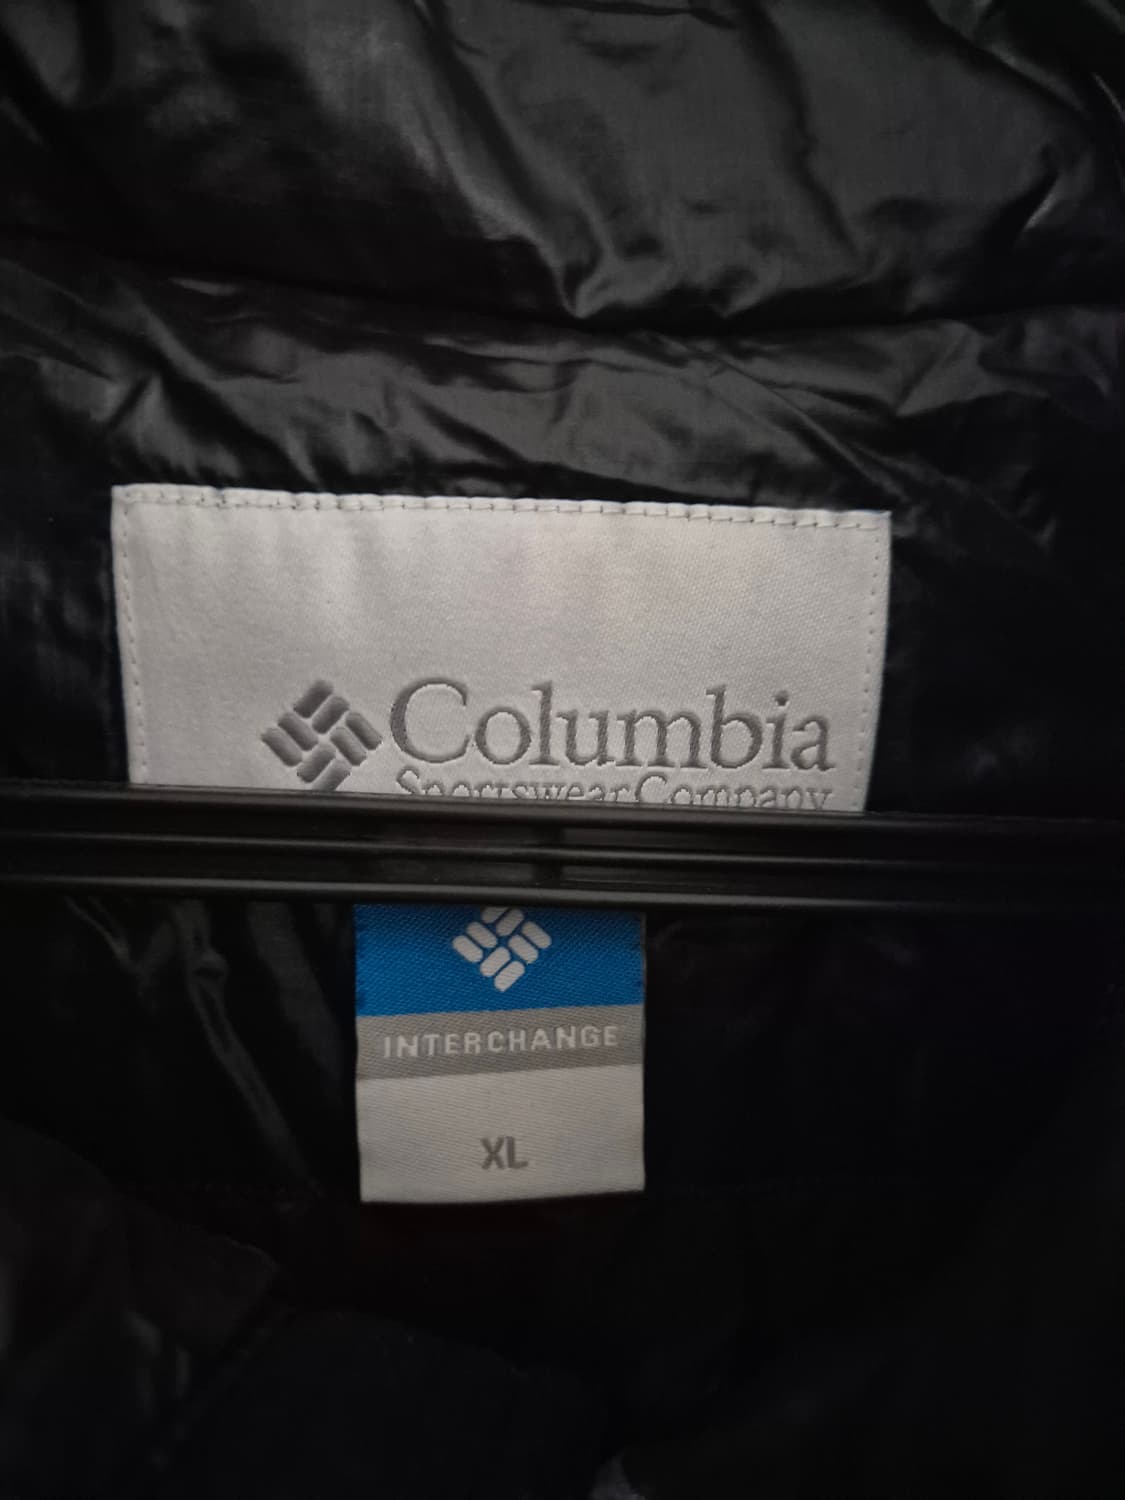 Columbia
Sportswear Company
INTERCHANGE
XL